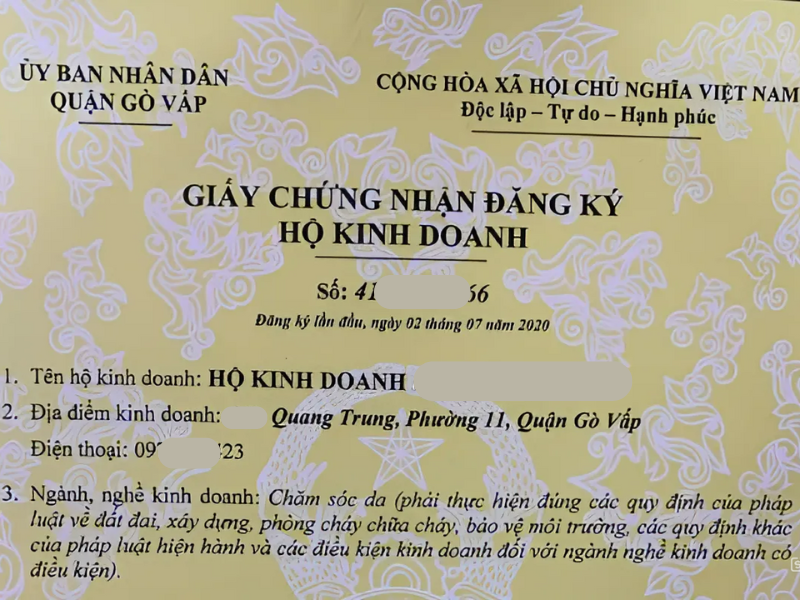 ỦY BAN NHÂN DÂN
QUẬN GÒ VẤP
CỘNG HÒA XÃ HỘI CHỦ NGHĨA VIỆT NAM
Độc lập – Tự do – Hạnh phúc
GIẤY CHỨNG NHẬN ĐĂNG KÝ
HỘ KINH DOANH
Số: 41 66
Đăng ký lần đầu, ngày 02 tháng 07 năm 2020
1. Tên hộ kinh doanh: HỘ KINH DOANH
2. Địa điểm kinh doanh: Quang Trung, Phường 11, Quận Gò Vấp
Điện thoại: 09 23
3. Ngành, nghề kinh doanh: Chăm sóc da (phải thực hiện đúng các quy định của pháp
luật về đất đai, xây dựng, phòng cháy chữa cháy, bảo vệ môi trường, các quy định khác
của pháp luật hiện hành và các điều kiện kinh doanh đối với ngành nghề kinh doanh có
điều kiện).